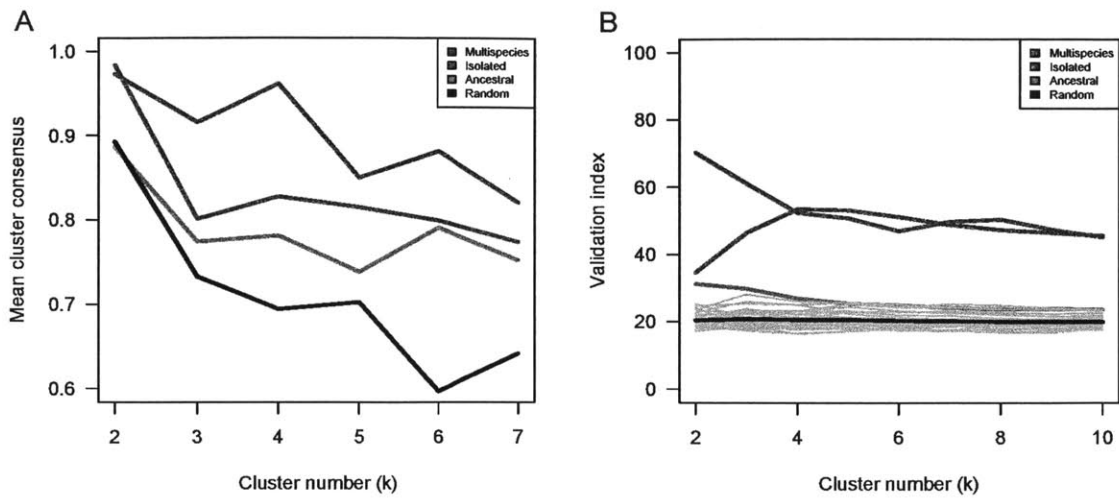 A
Mean cluster consensus
1.0
0.9
0.8
0.7
0.6
2 3 4 5 6 7
Cluster number (k)
Multispecies
Isolated
Ancestral
Random
B
Validation index
100
80
60
40
20
0
2 4 6 8 10
Cluster number (k)
Multispecies
Isolated
Ancestral
Random